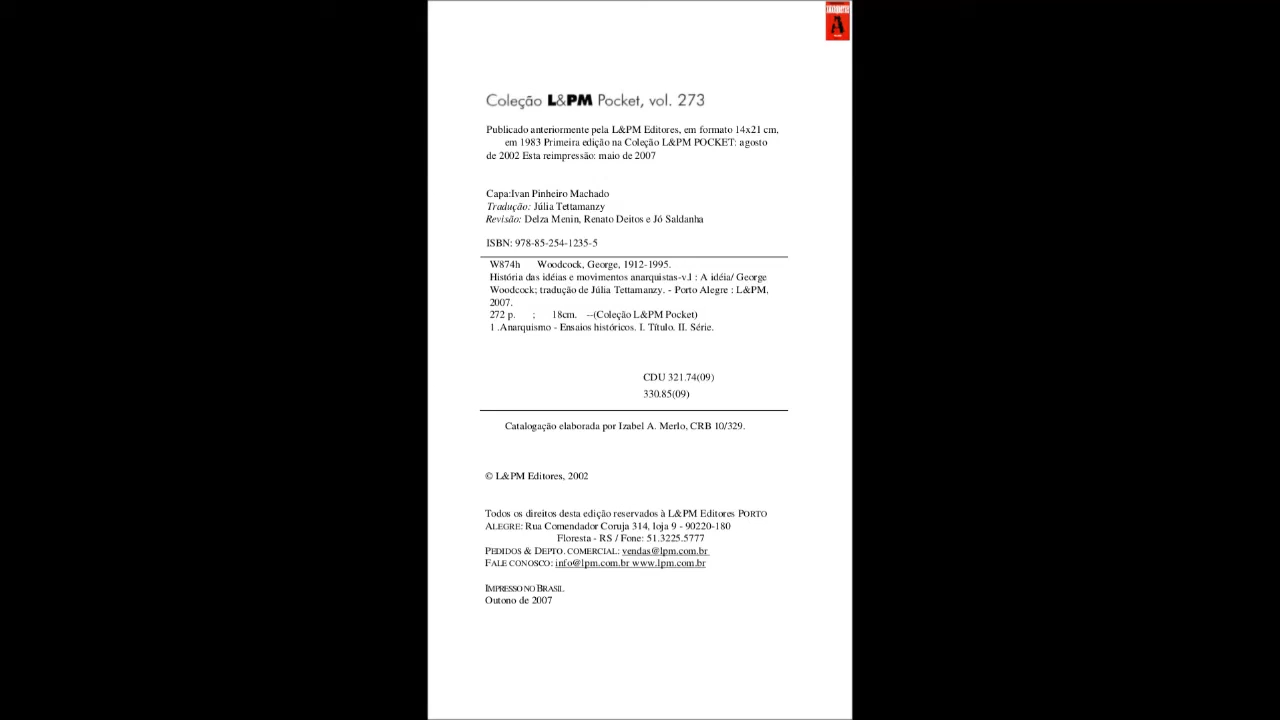 Coleção L&PM Pocket, vol. 273
Publicado anteriormente pela L&PM Editores, em formato 14x21 cm,
em 1983 Primeira edição na Coleção L&PM POCKET: agosto
de 2002 Esta reimpressão: maio de 2007
Capa:Ivan Pinheiro Machado
Tradução: Júlia Tettamanzy
Revisão: Delza Menin, Renato Deitos e Jó Saldanha
ISBN: 978-85-254-1235-5
W874h Woodcock, George, 1912-1995.
História das idéias e movimentos anarquistas-v.l : A idéia/ George
Woodcock; tradução de Júlia Tettamanzy. - Porto Alegre : L&PM,
2007.
272 p. ; 18cm. --(Coleção L&PM Pocket)
1 .Anarquismo - Ensaios históricos. I. Título. II. Série.
CDU 321.74(09)
330.85(09)
Catalogação elaborada por Izabel A. Merlo, CRB 10/329.
© L&PM Editores, 2002
Todos os direitos desta edição reservados à L&PM Editores PORTO
ALEGRE: Rua Comendador Coruja 314, loja 9 - 90220-180
Floresta - RS / Fone: 51.3225.5777
PEDIDOS & DEPTO. COMERCIAL: vendas@lpm.com.br
FALE CONOSCO: info@lpm.com.br www.lpm.com.br
IMPRESSO NO BRASIL
Outono de 2007